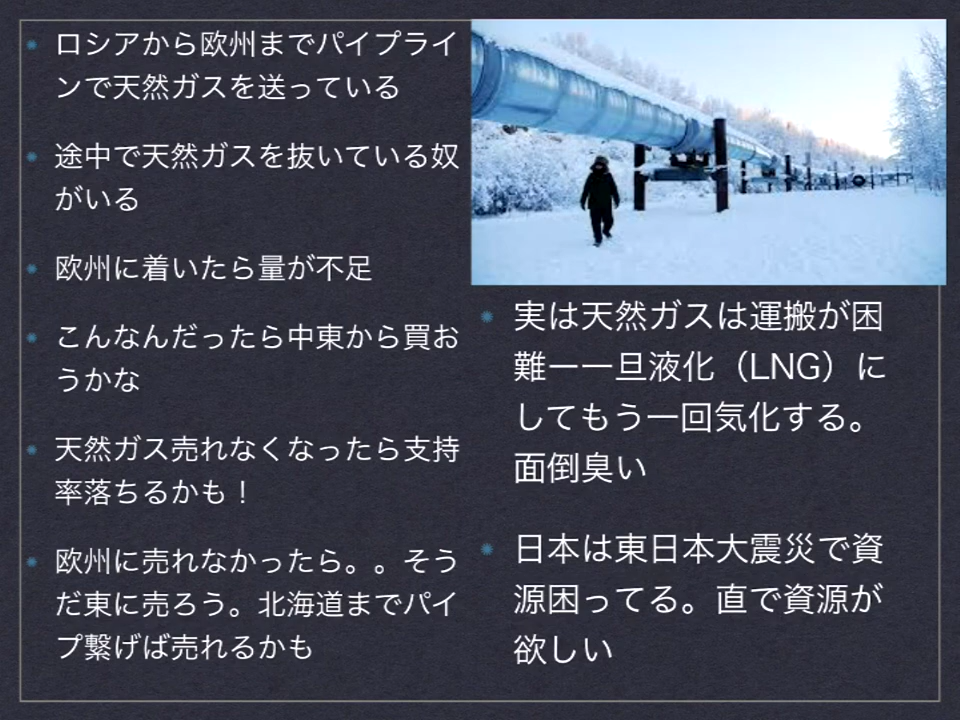 ロシアから欧州までパイプライ
ンで天然ガスを送っている
途中で天然ガスを抜いている奴
がいる
欧州に着いたら量が不足
こんなんだったら中東から買お
うかな
天然ガス売れなくなったら支持
率落ちるかも！
欧州に売れなかったら。。そう
だ東に売ろう。北海道までパイ
プ繋げば売れるかも
実は天然ガスは運搬が困
難ー一旦液化（LNG）に
してもう一回気化する。
面倒臭い
日本は東日本大震災で資
源困ってる。直で資源が
欲しい